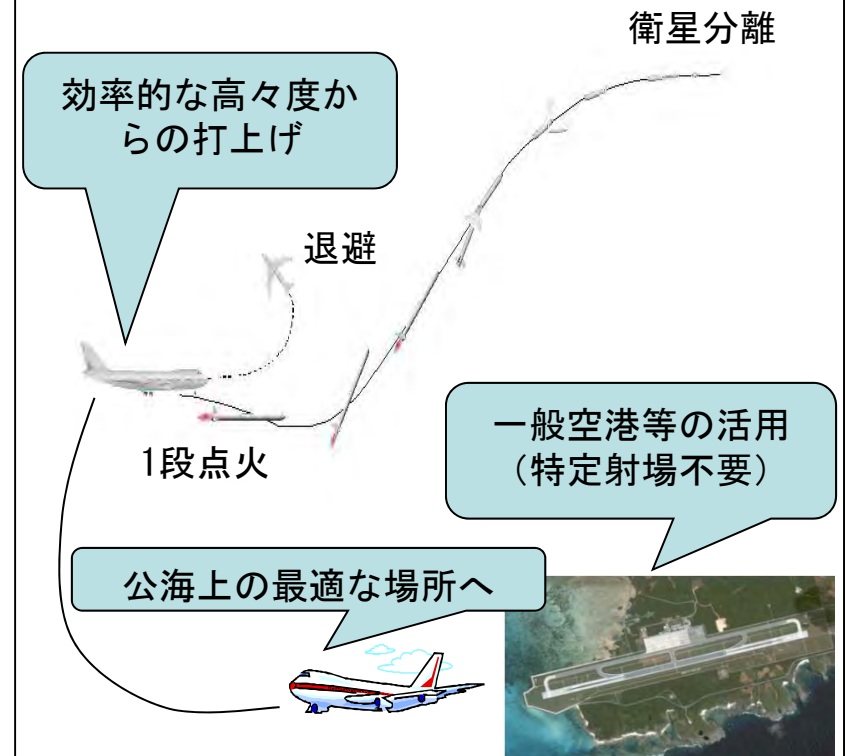 衛星分離
効率的な高々度か
らの打上げ
退避
1段点火
一般空港等の活用
（特定射場不要）
公海上の最適な場所へ